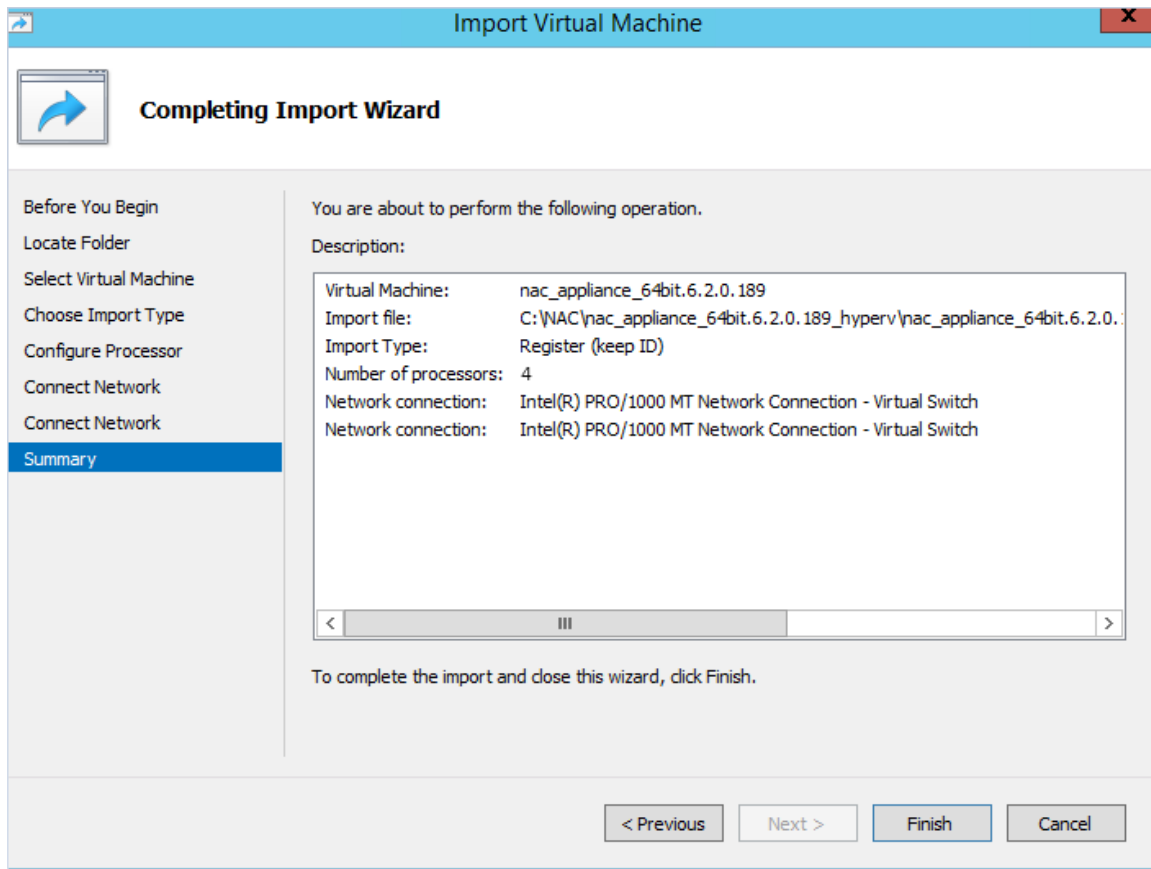 Import Virtual Machine
X
Completing Import Wizard
Before You Begin
Locate Folder
Select Virtual Machine
Choose Import Type
Configure Processor
Connect Network
Connect Network
Summary
You are about to perform the following operation.
Description:
Virtual Machine: nac_appliance_64bit.6.2.0.189
Import file: C:\NAC\nac_appliance_64bit.6.2.0.189_hyperv\nac_appliance_64bit.6.2.0.
Import Type: Register (keep ID)
Number of processors: 4
Network connection: Intel(R) PRO/1000 MT Network Connection - Virtual Switch
Network connection: Intel(R) PRO/1000 MT Network Connection - Virtual Switch
To complete the import and close this wizard, click Finish.
< Previous
Next >
Finish
Cancel